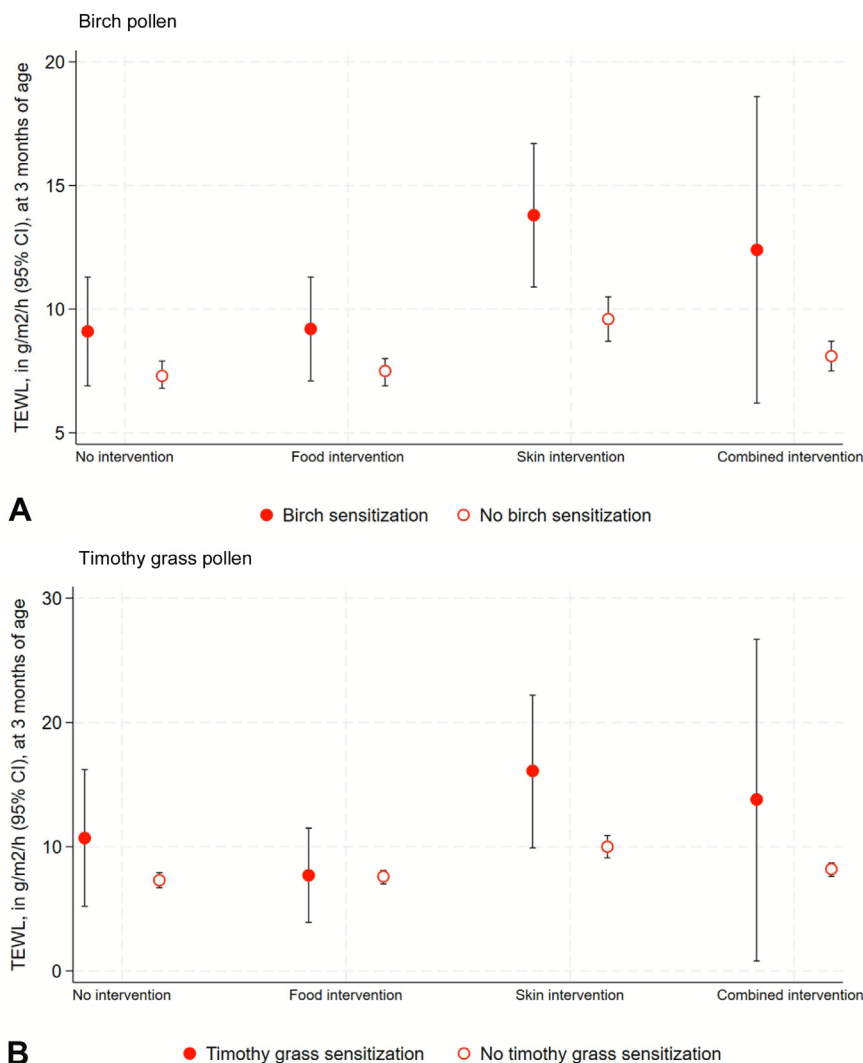 Birch pollen
TEWL, in g/m2/h (95% CI), at 3 months of age
20
15
10
5
No intervention
Food intervention
Skin intervention
Combined intervention
A
Birch sensitization
No birch sensitization
Timothy grass pollen
TEWL, in g/m2/h (95% CI), at 3 months of age
30
20
10
0
No intervention
Food intervention
Skin intervention
Combined intervention
B
Timothy grass sensitization
No timothy grass sensitization